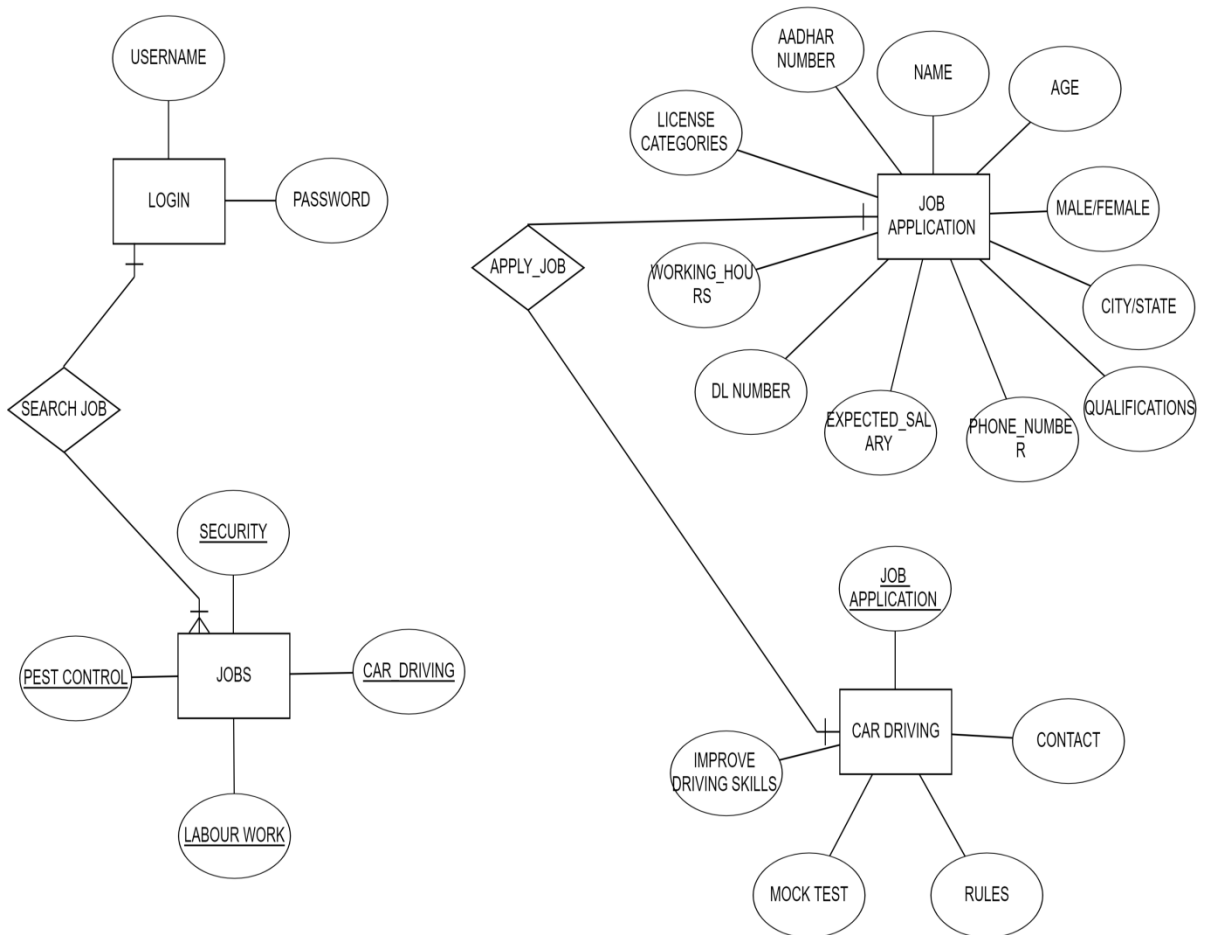 USERNAME
LOGIN
PASSWORD
SEARCH JOB
SECURITY
PEST CONTROL
JOBS
CAR DRIVING
LABOUR WORK
AADHAR
NUMBER
NAME
AGE
LICENSE
CATEGORIES
JOB
APPLICATION
MALE/FEMALE
APPLY_JOB
WORKING_HOU
RS
CITY/STATE
DL NUMBER
EXPECTED_SAL
ARY
PHONE_NUMBE
R
QUALIFICATIONS
JOB
APPLICATION
CAR DRIVING
CONTACT
IMPROVE
DRIVING SKILLS
MOCK TEST
RULES